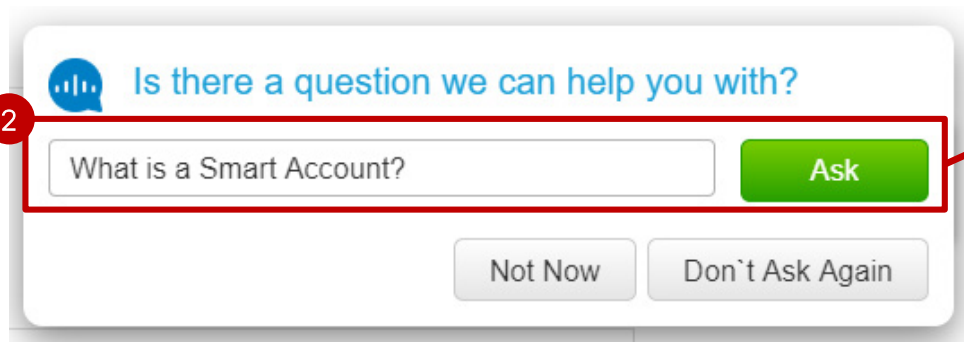 Is there a question we can help you with?
2
What is a Smart Account? Ask
Not Now Don`t Ask Again